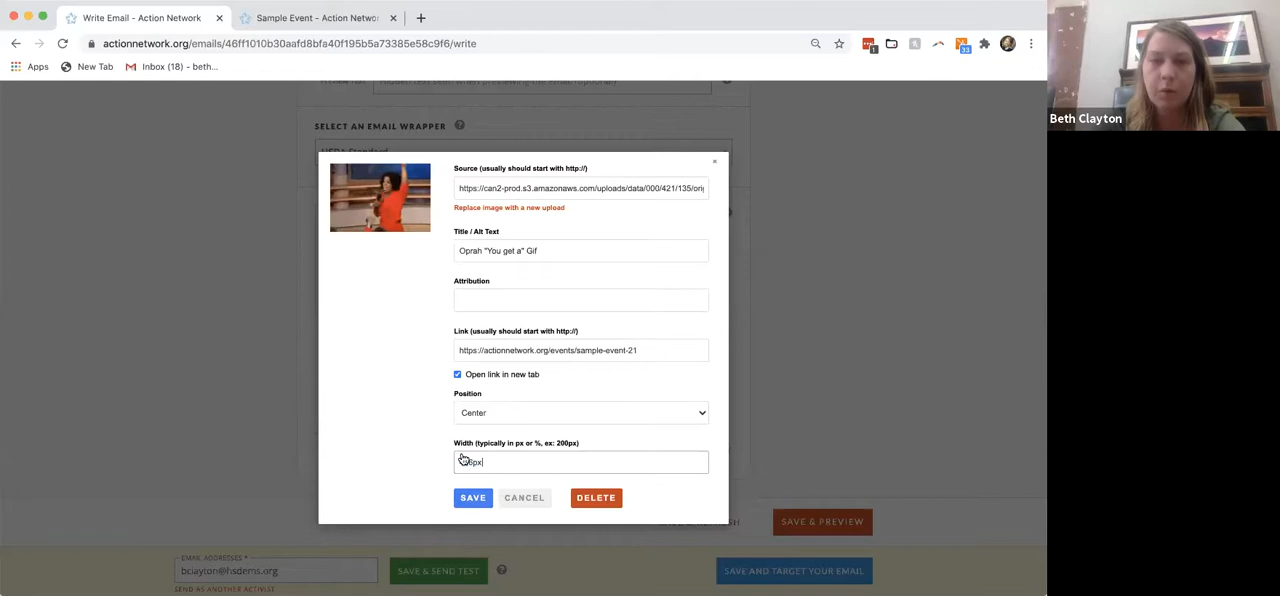 Write Email - Action Network
Sample Event - Action Networ
actionnetwork.org/emails/46ff1010b30aafd8bfa40f195b5a73385e58c9f6/write
1
33
Apps
New Tab
Inbox (18) - beth...
Beth Clayton
SELECT AN EMAIL WRAPPER
Source (usually should start with http://)
https://can2-prod.s3.amazonaws.com/uploads/data/000/421/135/orig
Replace image with a new upload
Title / Alt Text
Oprah "You get a" Gif
Attribution
Link (usually should start with http://)
https://actionnetwork.org/events/sample-event-21
Open link in new tab
Position
Center
Width (typically in px or %, ex: 200px)
SAVE
CANCEL
DELETE
SAVE & PREVIEW
EMAIL ADDRESSES *
bclayton@hsdems.org
SAVE & SEND TEST
SAVE AND TARGET YOUR EMAIL
SEND AS ANOTHER ACTIVIST